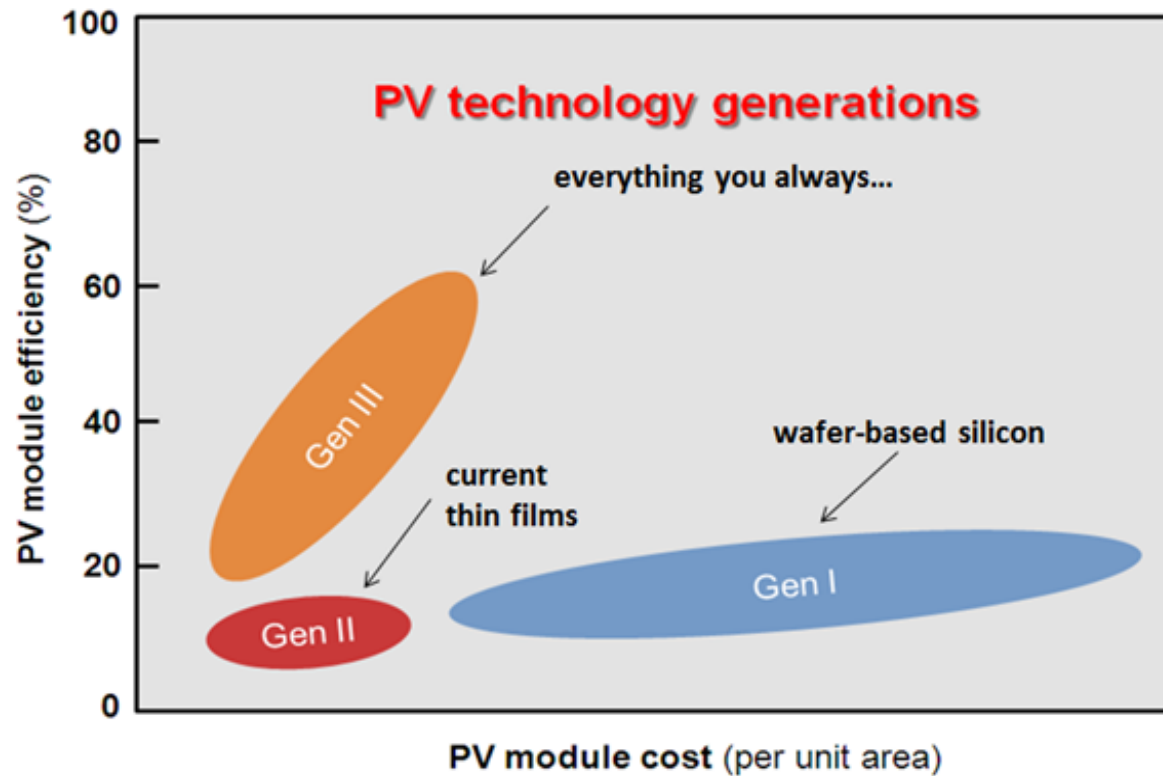 100
PV technology generations
80
everything you always...
60
Gen III
40
wafer-based silicon
current
thin films
20
Gen I
Gen II
0
PV module efficiency (%)
PV module cost (per unit area)